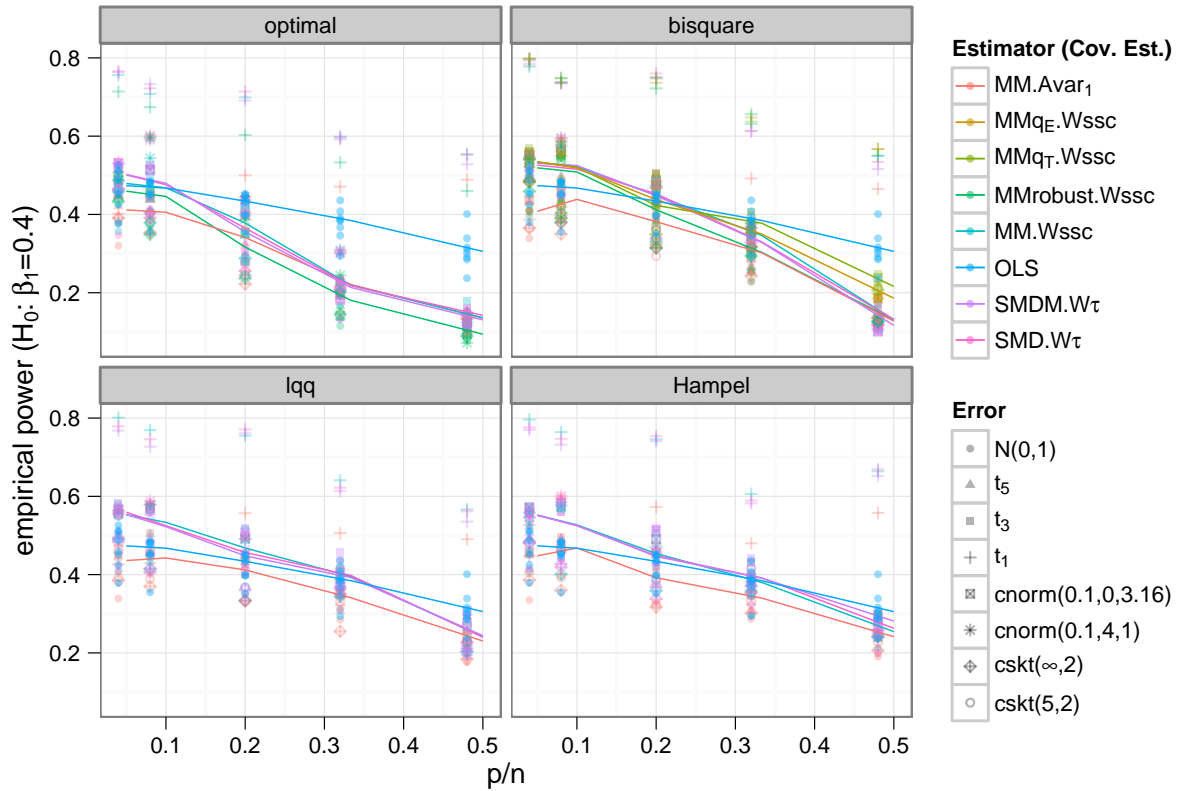 optimal
bisquare
0.8
0.6
0.4
0.2
lqq
Hampel
0.8
0.6
0.4
0.2
0.1
0.2
0.3
0.4
0.5
0.1
0.2
0.3
0.4
0.5
p/n
empirical power (H₀: β₁=0.4)
Estimator (Cov. Est.)
MM.Avar₁
MMqE.Wssc
MMqT.Wssc
MMrobust.Wssc
MM.Wssc
OLS
SMDM.Wτ
SMD.Wτ
Error
N(0,1)
t₅
t₃
t₁
cnorm(0.1,0,3.16)
cnorm(0.1,4,1)
cskt(∞,2)
cskt(5,2)